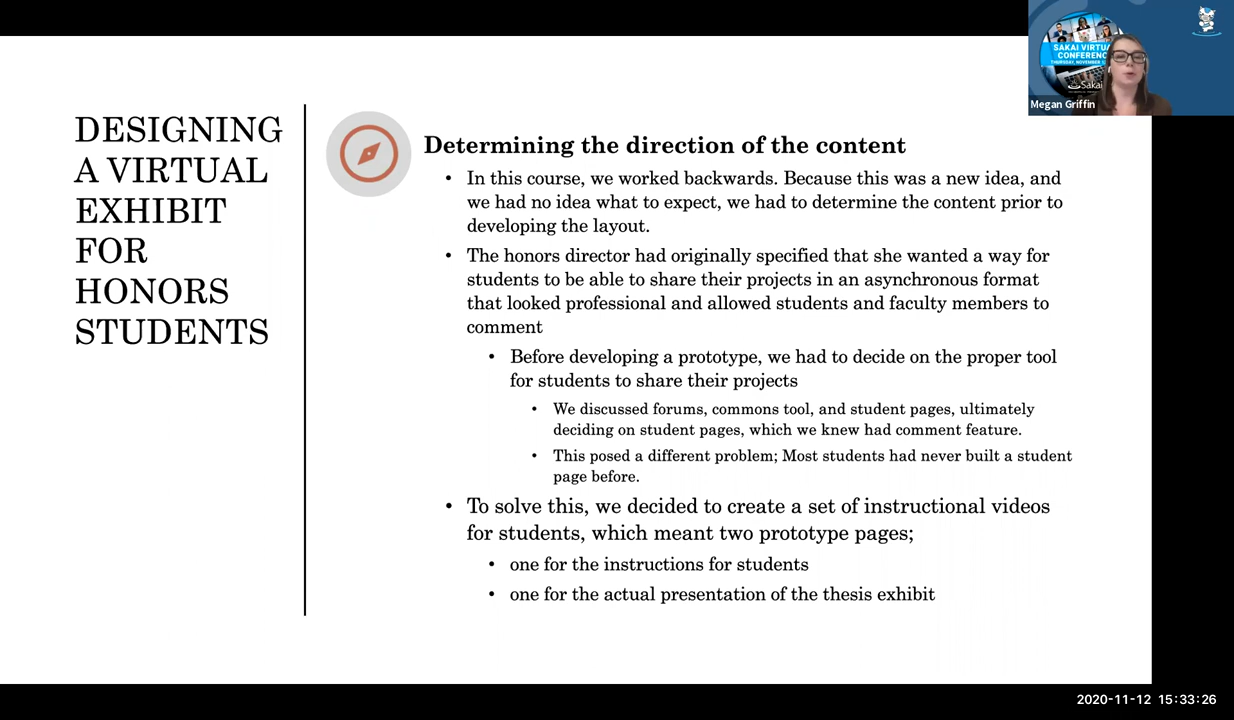 SAKAI VIRTUAL
CONFERENCE
THURSDAY, NOVEMBER
Sakai
Megan Griffin
DESIGNING
A VIRTUAL
EXHIBIT
FOR
HONORS
STUDENTS
Determining the direction of the content
• In this course, we worked backwards. Because this was a new idea, and
we had no idea what to expect, we had to determine the content prior to
developing the layout.
• The honors director had originally specified that she wanted a way for
students to be able to share their projects in an asynchronous format
that looked professional and allowed students and faculty members to
comment
• Before developing a prototype, we had to decide on the proper tool
for students to share their projects
• We discussed forums, commons tool, and student pages, ultimately
deciding on student pages, which we knew had comment feature.
• This posed a different problem; Most students had never built a student
page before.
• To solve this, we decided to create a set of instructional videos
for students, which meant two prototype pages;
• one for the instructions for students
• one for the actual presentation of the thesis exhibit
2020-11-12 15:33:26